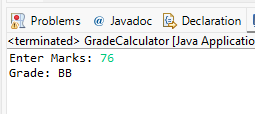 Problems @ Javadoc Declaration
<terminated> GradeCalculator [Java Applicatio
Enter Marks: 76
Grade: BB